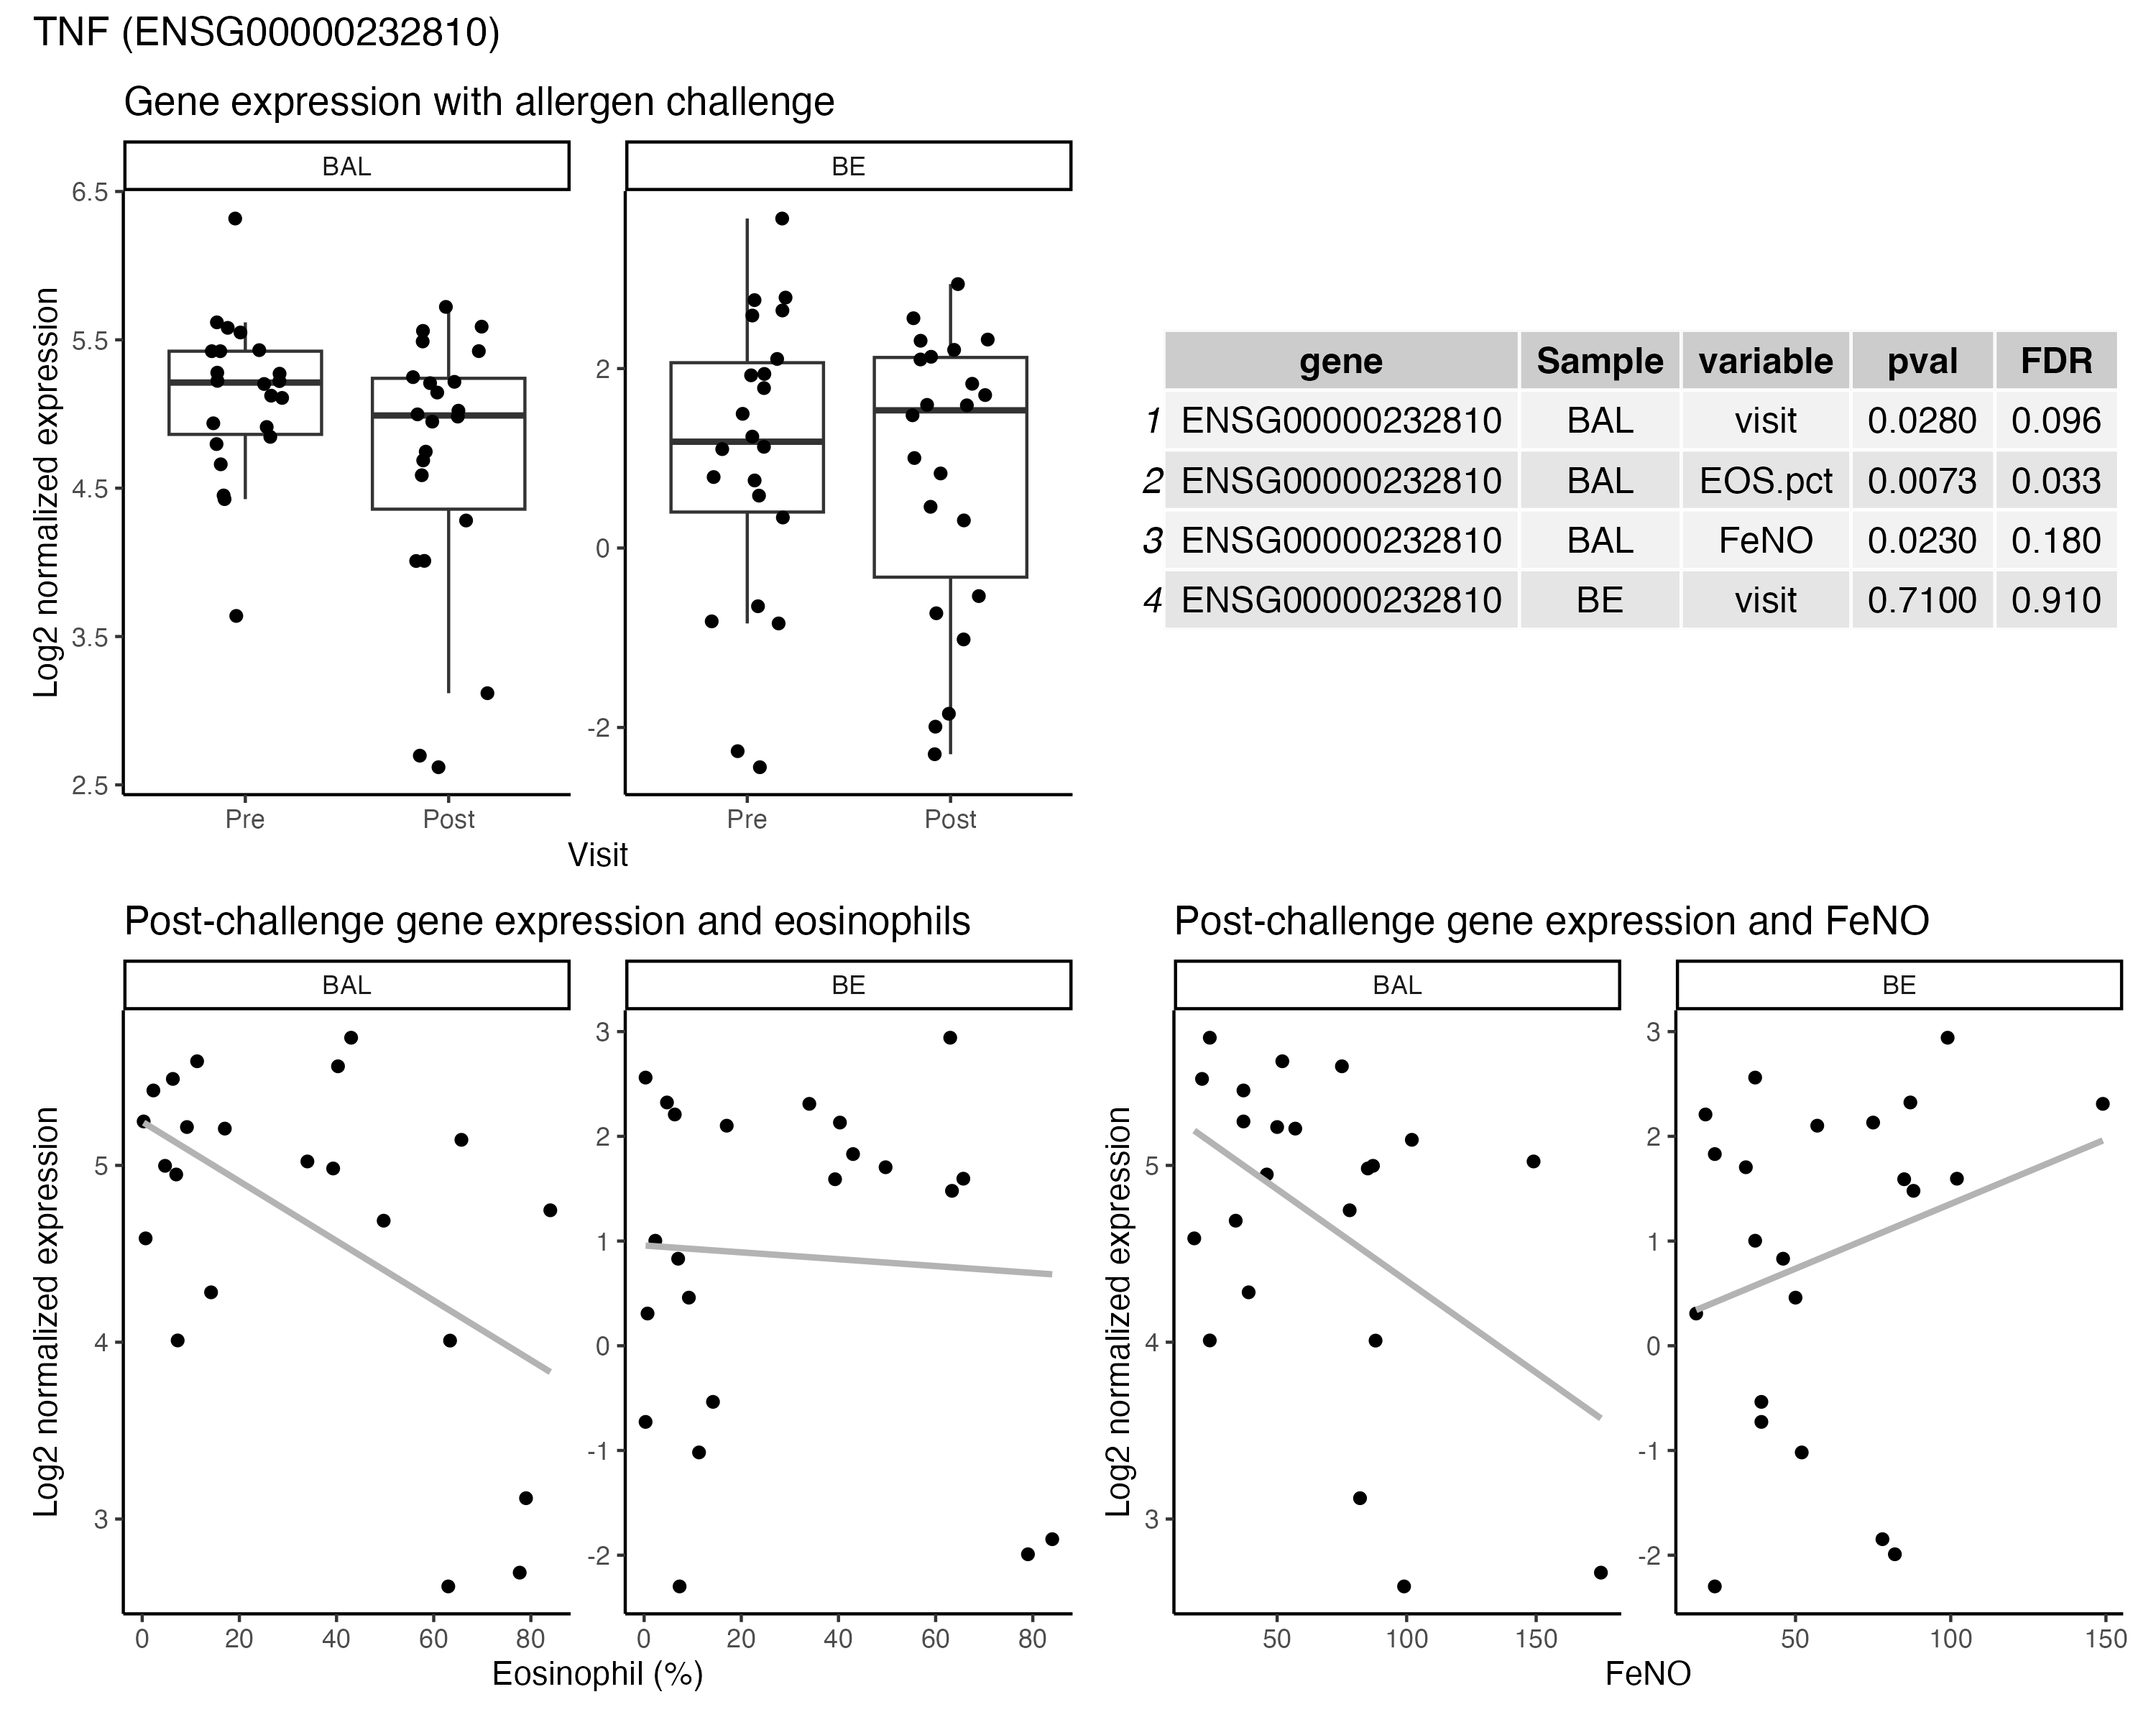 TNF (ENSG00000232810)
Gene expression with allergen challenge
BAL
BE
Log2 normalized expression
6.5
5.5
4.5
3.5
2.5
2
0
-2
Pre
Post
Pre
Post
Visit
gene Sample variable pval FDR
1 ENSG00000232810 BAL visit 0.0280 0.096
2 ENSG00000232810 BAL EOS.pct 0.0073 0.033
3 ENSG00000232810 BAL FeNO 0.0230 0.180
4 ENSG00000232810 BE visit 0.7100 0.910
Post-challenge gene expression and eosinophils
BAL
BE
Log2 normalized expression
5
4
3
3
2
1
0
-1
-2
0 20 40 60 80
0 20 40 60 80
Eosinophil (%)
Post-challenge gene expression and FeNO
BAL
BE
Log2 normalized expression
5
4
3
3
2
1
0
-1
-2
50 100 150
50 100 150
FeNO